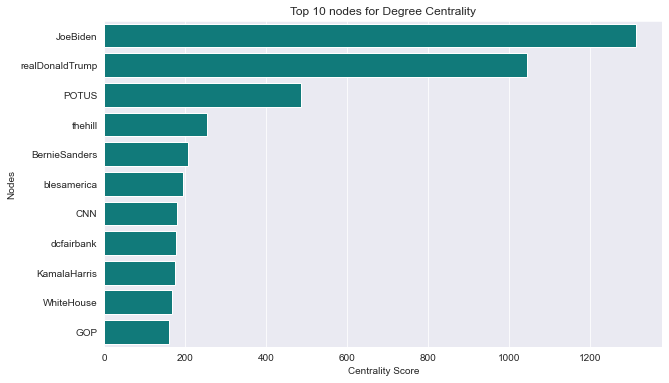 Top 10 nodes for Degree Centrality
JoeBiden
realDonaldTrump
POTUS
thehill
BernieSanders
blesamerica
CNN
dcfairbank
KamalaHarris
WhiteHouse
GOP
Nodes
0 200 400 600 800 1000 1200
Centrality Score